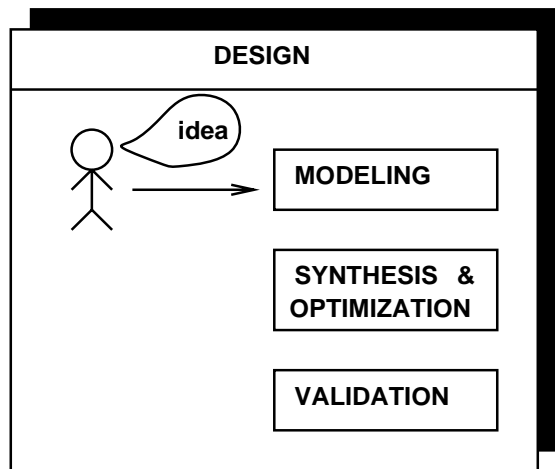 DESIGN
idea
MODELING
SYNTHESIS &
OPTIMIZATION
VALIDATION